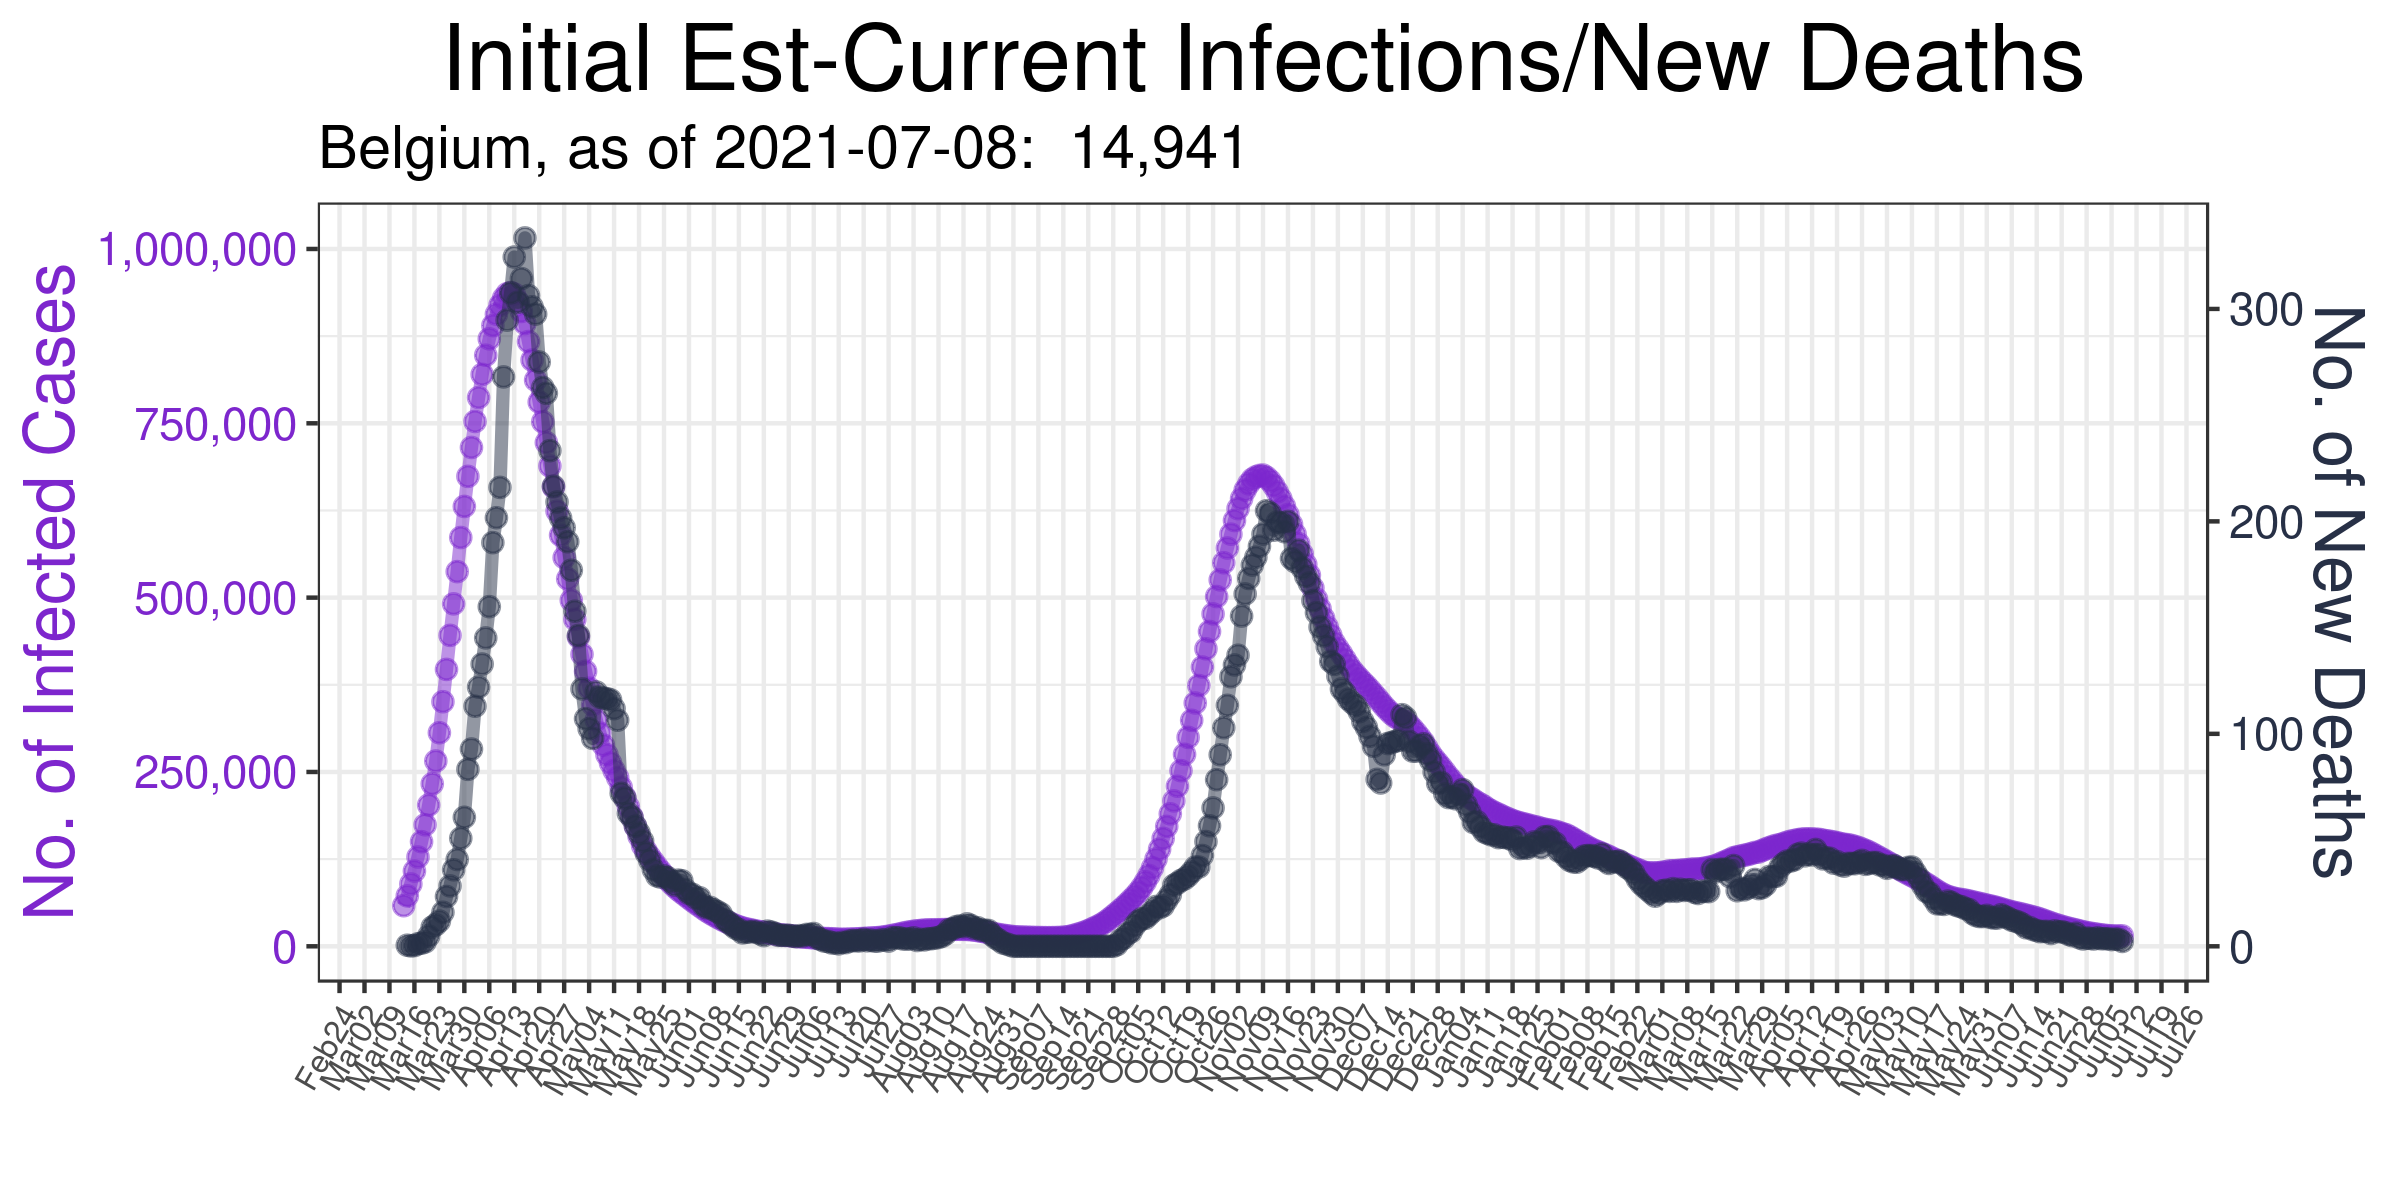 Initial Est-Current Infections/New Deaths
Belgium, as of 2021-07-08: 14,941
No. of Infected Cases
1,000,000
750,000
500,000
250,000
0
300
200
100
0
No. of New Deaths
Feb24
Mar02
Mar09
Mar16
Mar23
Mar30
Apr06
Apr13
Apr20
Apr27
May04
May11
May18
May25
Jun01
Jun08
Jun15
Jun22
Jun29
Jul06
Jul13
Jul20
Jul27
Aug03
Aug10
Aug17
Aug24
Aug31
Sep07
Sep14
Sep21
Sep28
Oct05
Oct12
Oct19
Oct26
Nov02
Nov09
Nov16
Nov23
Nov30
Dec07
Dec14
Dec21
Dec28
Jan04
Jan11
Jan18
Jan25
Feb01
Feb08
Feb15
Feb22
Mar01
Mar08
Mar15
Mar22
Mar29
Apr05
Apr12
Apr19
Apr26
May03
May10
May17
May24
May31
Jun07
Jun14
Jun21
Jun28
Jul05
Jul12
Jul19
Jul26